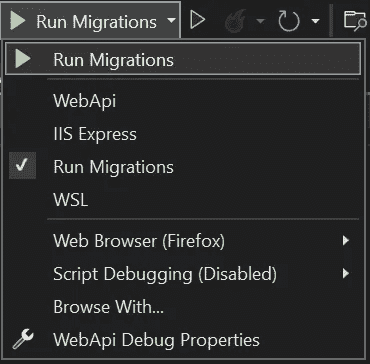 Run Migrations
Run Migrations
WebApi
IIS Express
Run Migrations
WSL
Web Browser (Firefox)
Script Debugging (Disabled)
Browse With...
WebApi Debug Properties